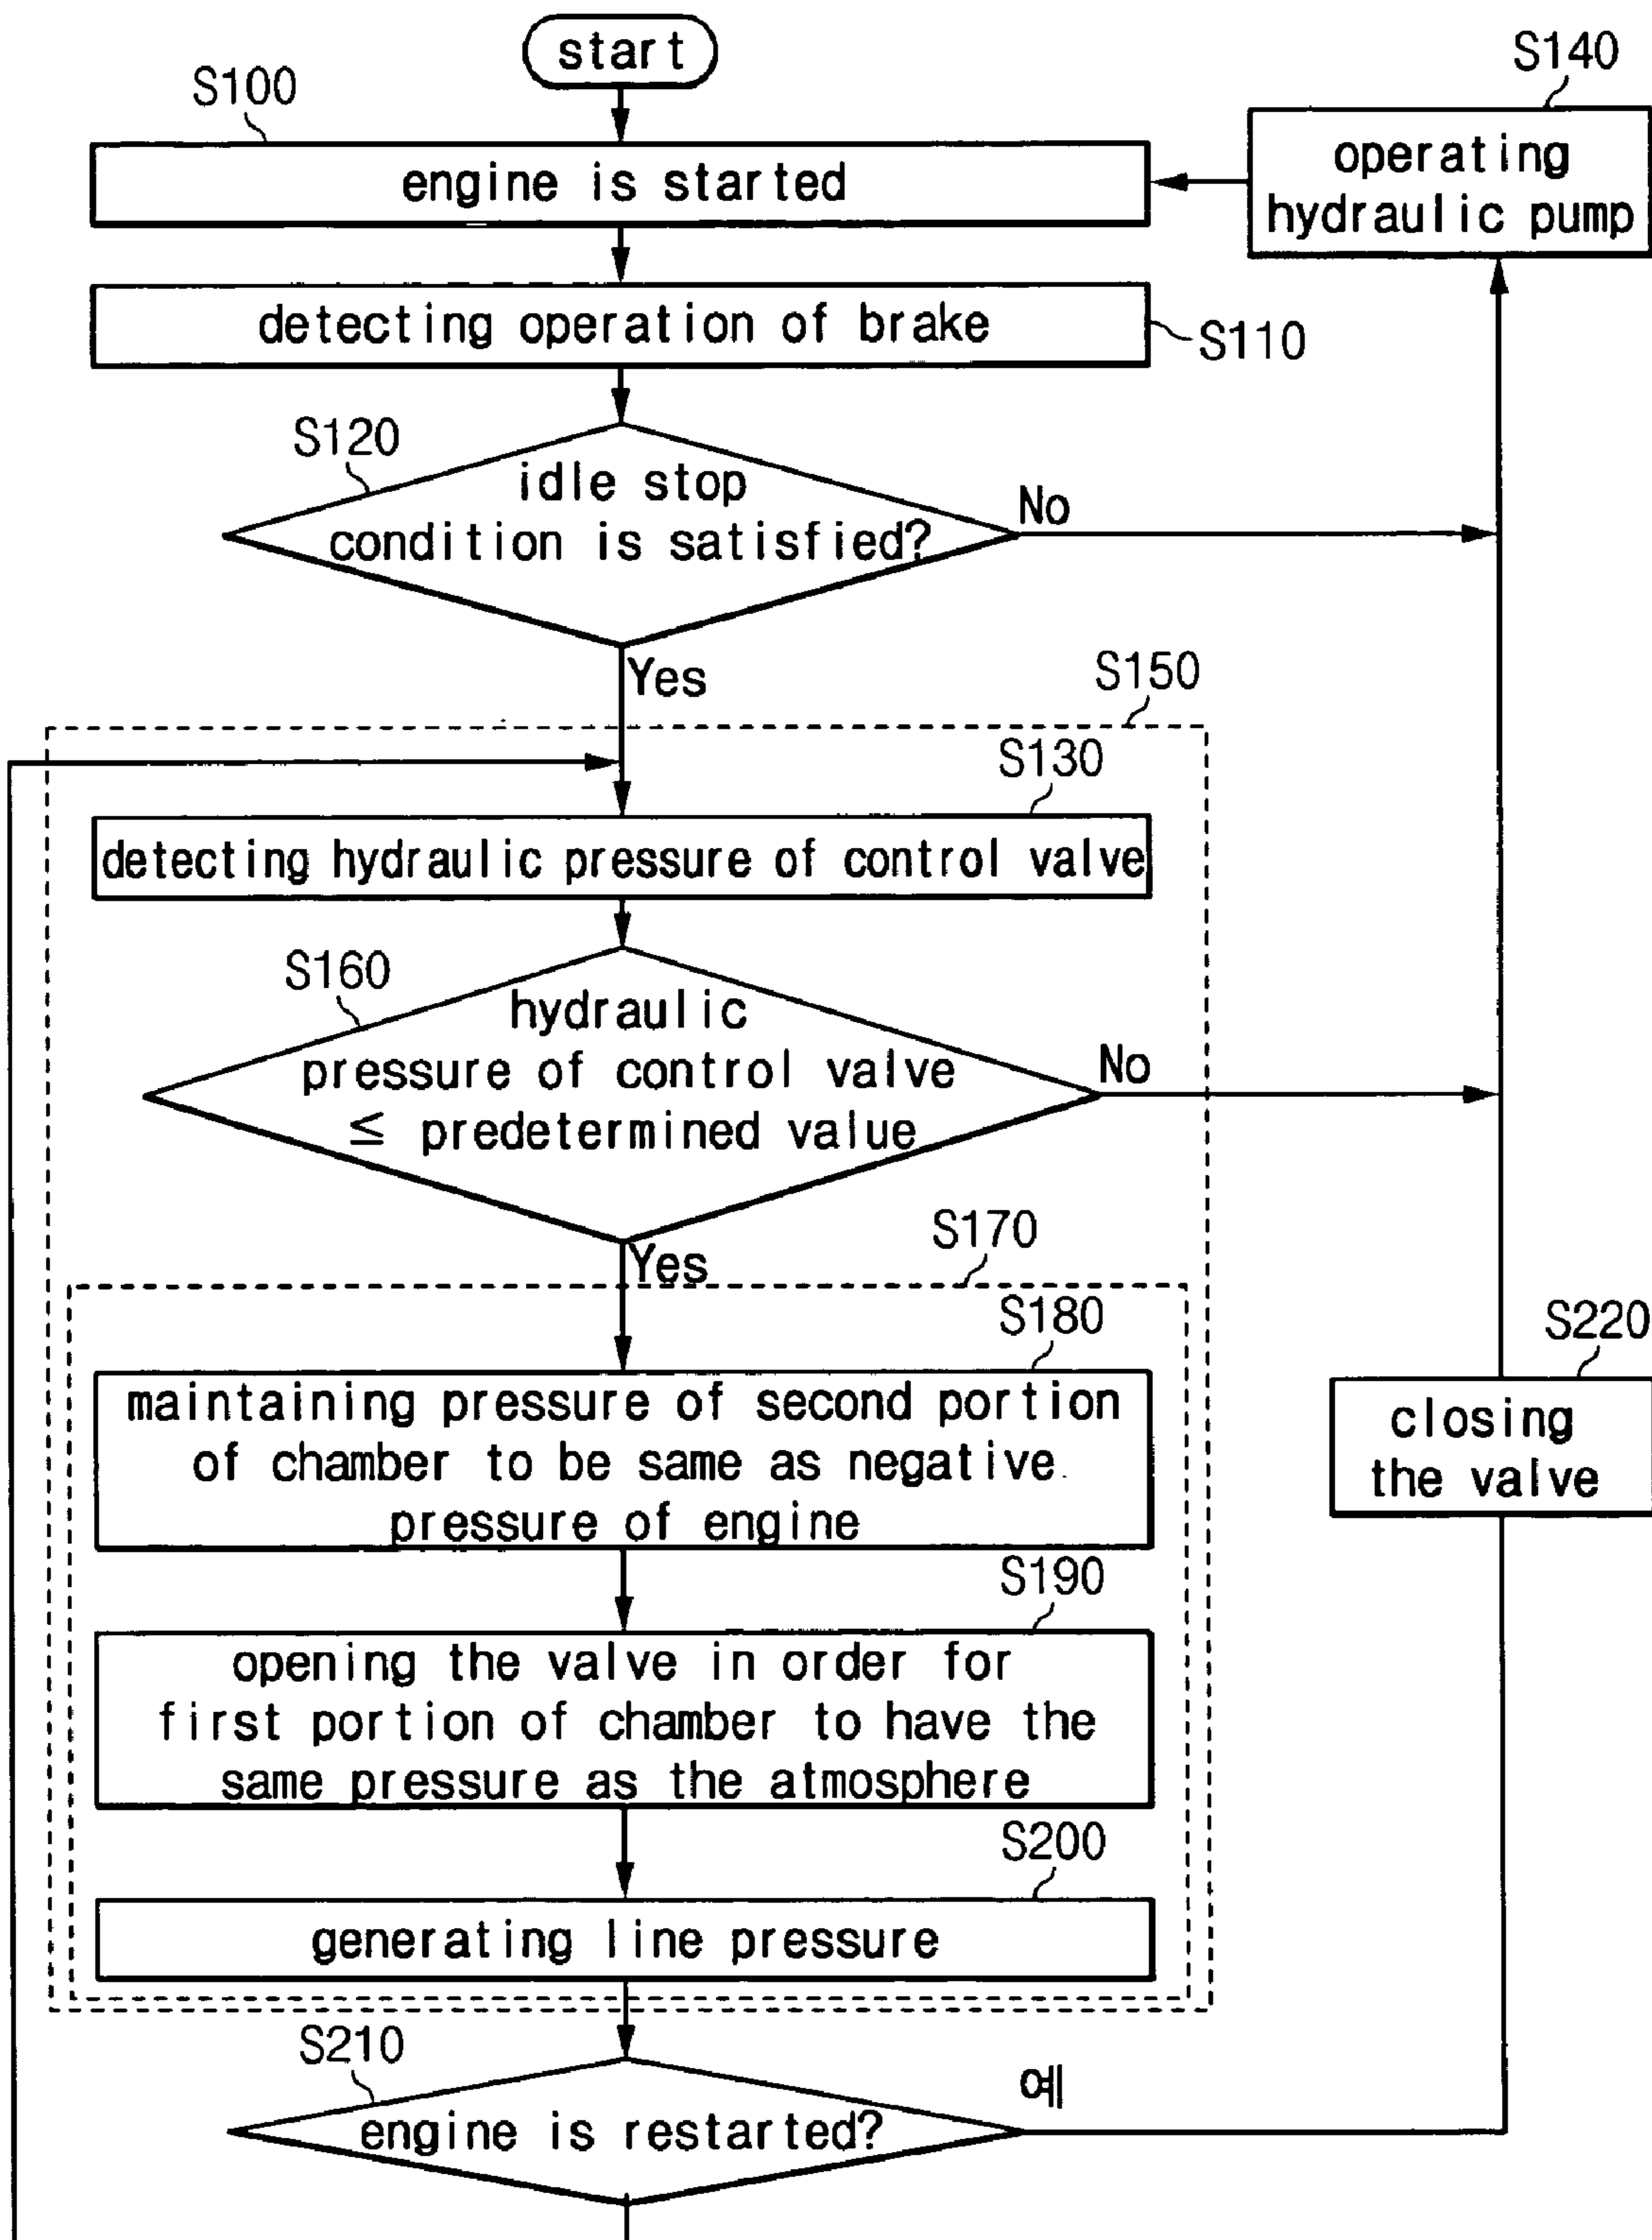 start
S100
engine is started
S140
operating
hydraulic pump
detecting operation of brake
S110
S120
idle stop
condition is satisfied?
No
Yes
S150
S130
detecting hydraulic pressure of control valve
S160
hydraulic
pressure of control valve
≤ predetermined value
No
Yes
S170
S180
maintaining pressure of second portion
of chamber to be same as negative
pressure of engine
S220
closing
the valve
S190
opening the valve in order for
first portion of chamber to have the
same pressure as the atmosphere
S200
generating line pressure
S210
engine is restarted?
예